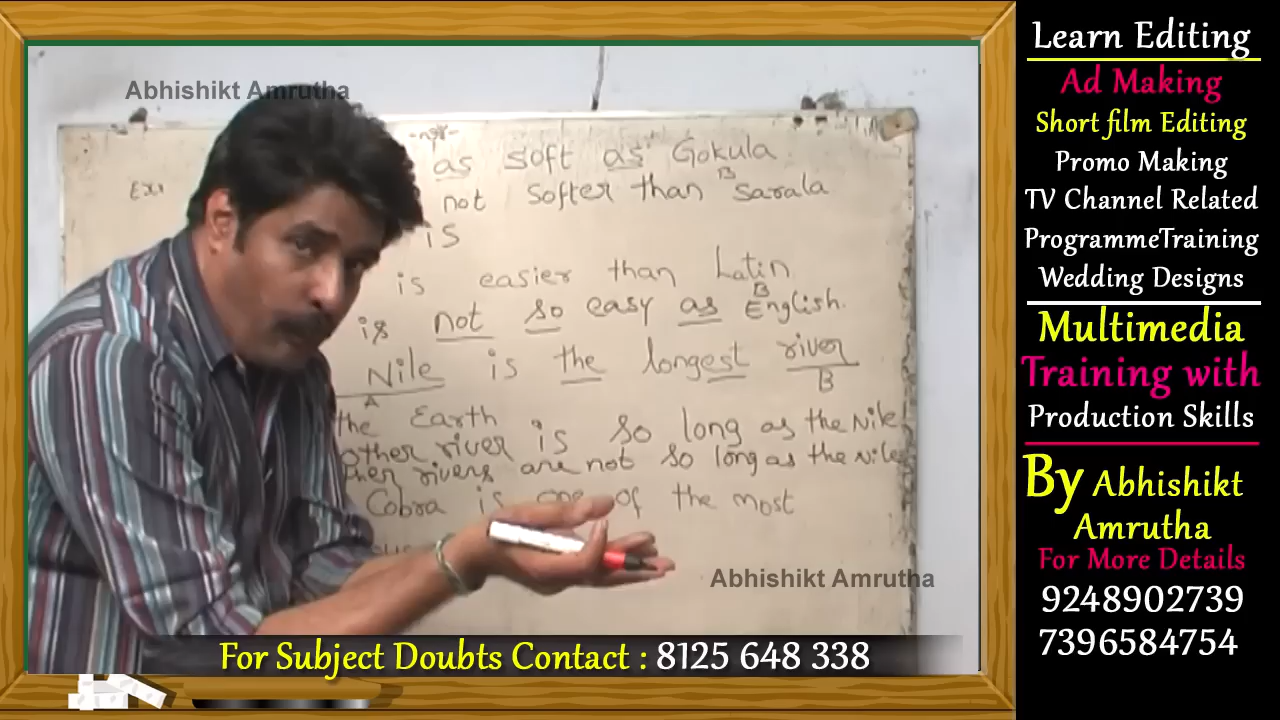 Abhishikt Amrutha
as soft as Gokula
Ex:
not softer than Sarala
B
is
is easier than Latin
B
is not so easy as English.
Nile is the longest river
A
B
the Earth
other river is so long as the Nile
ther rivers are not so long as the Nile
Cobra is one of the most
Abhishikt Amrutha
For Subject Doubts Contact : 8125 648 338
Learn Editing
Ad Making
Short film Editing
Promo Making
TV Channel Related
ProgrammeTraining
Wedding Designs
Multimedia
Training with
Production Skills
By Abhishikt
Amrutha
For More Details
9248902739
7396584754